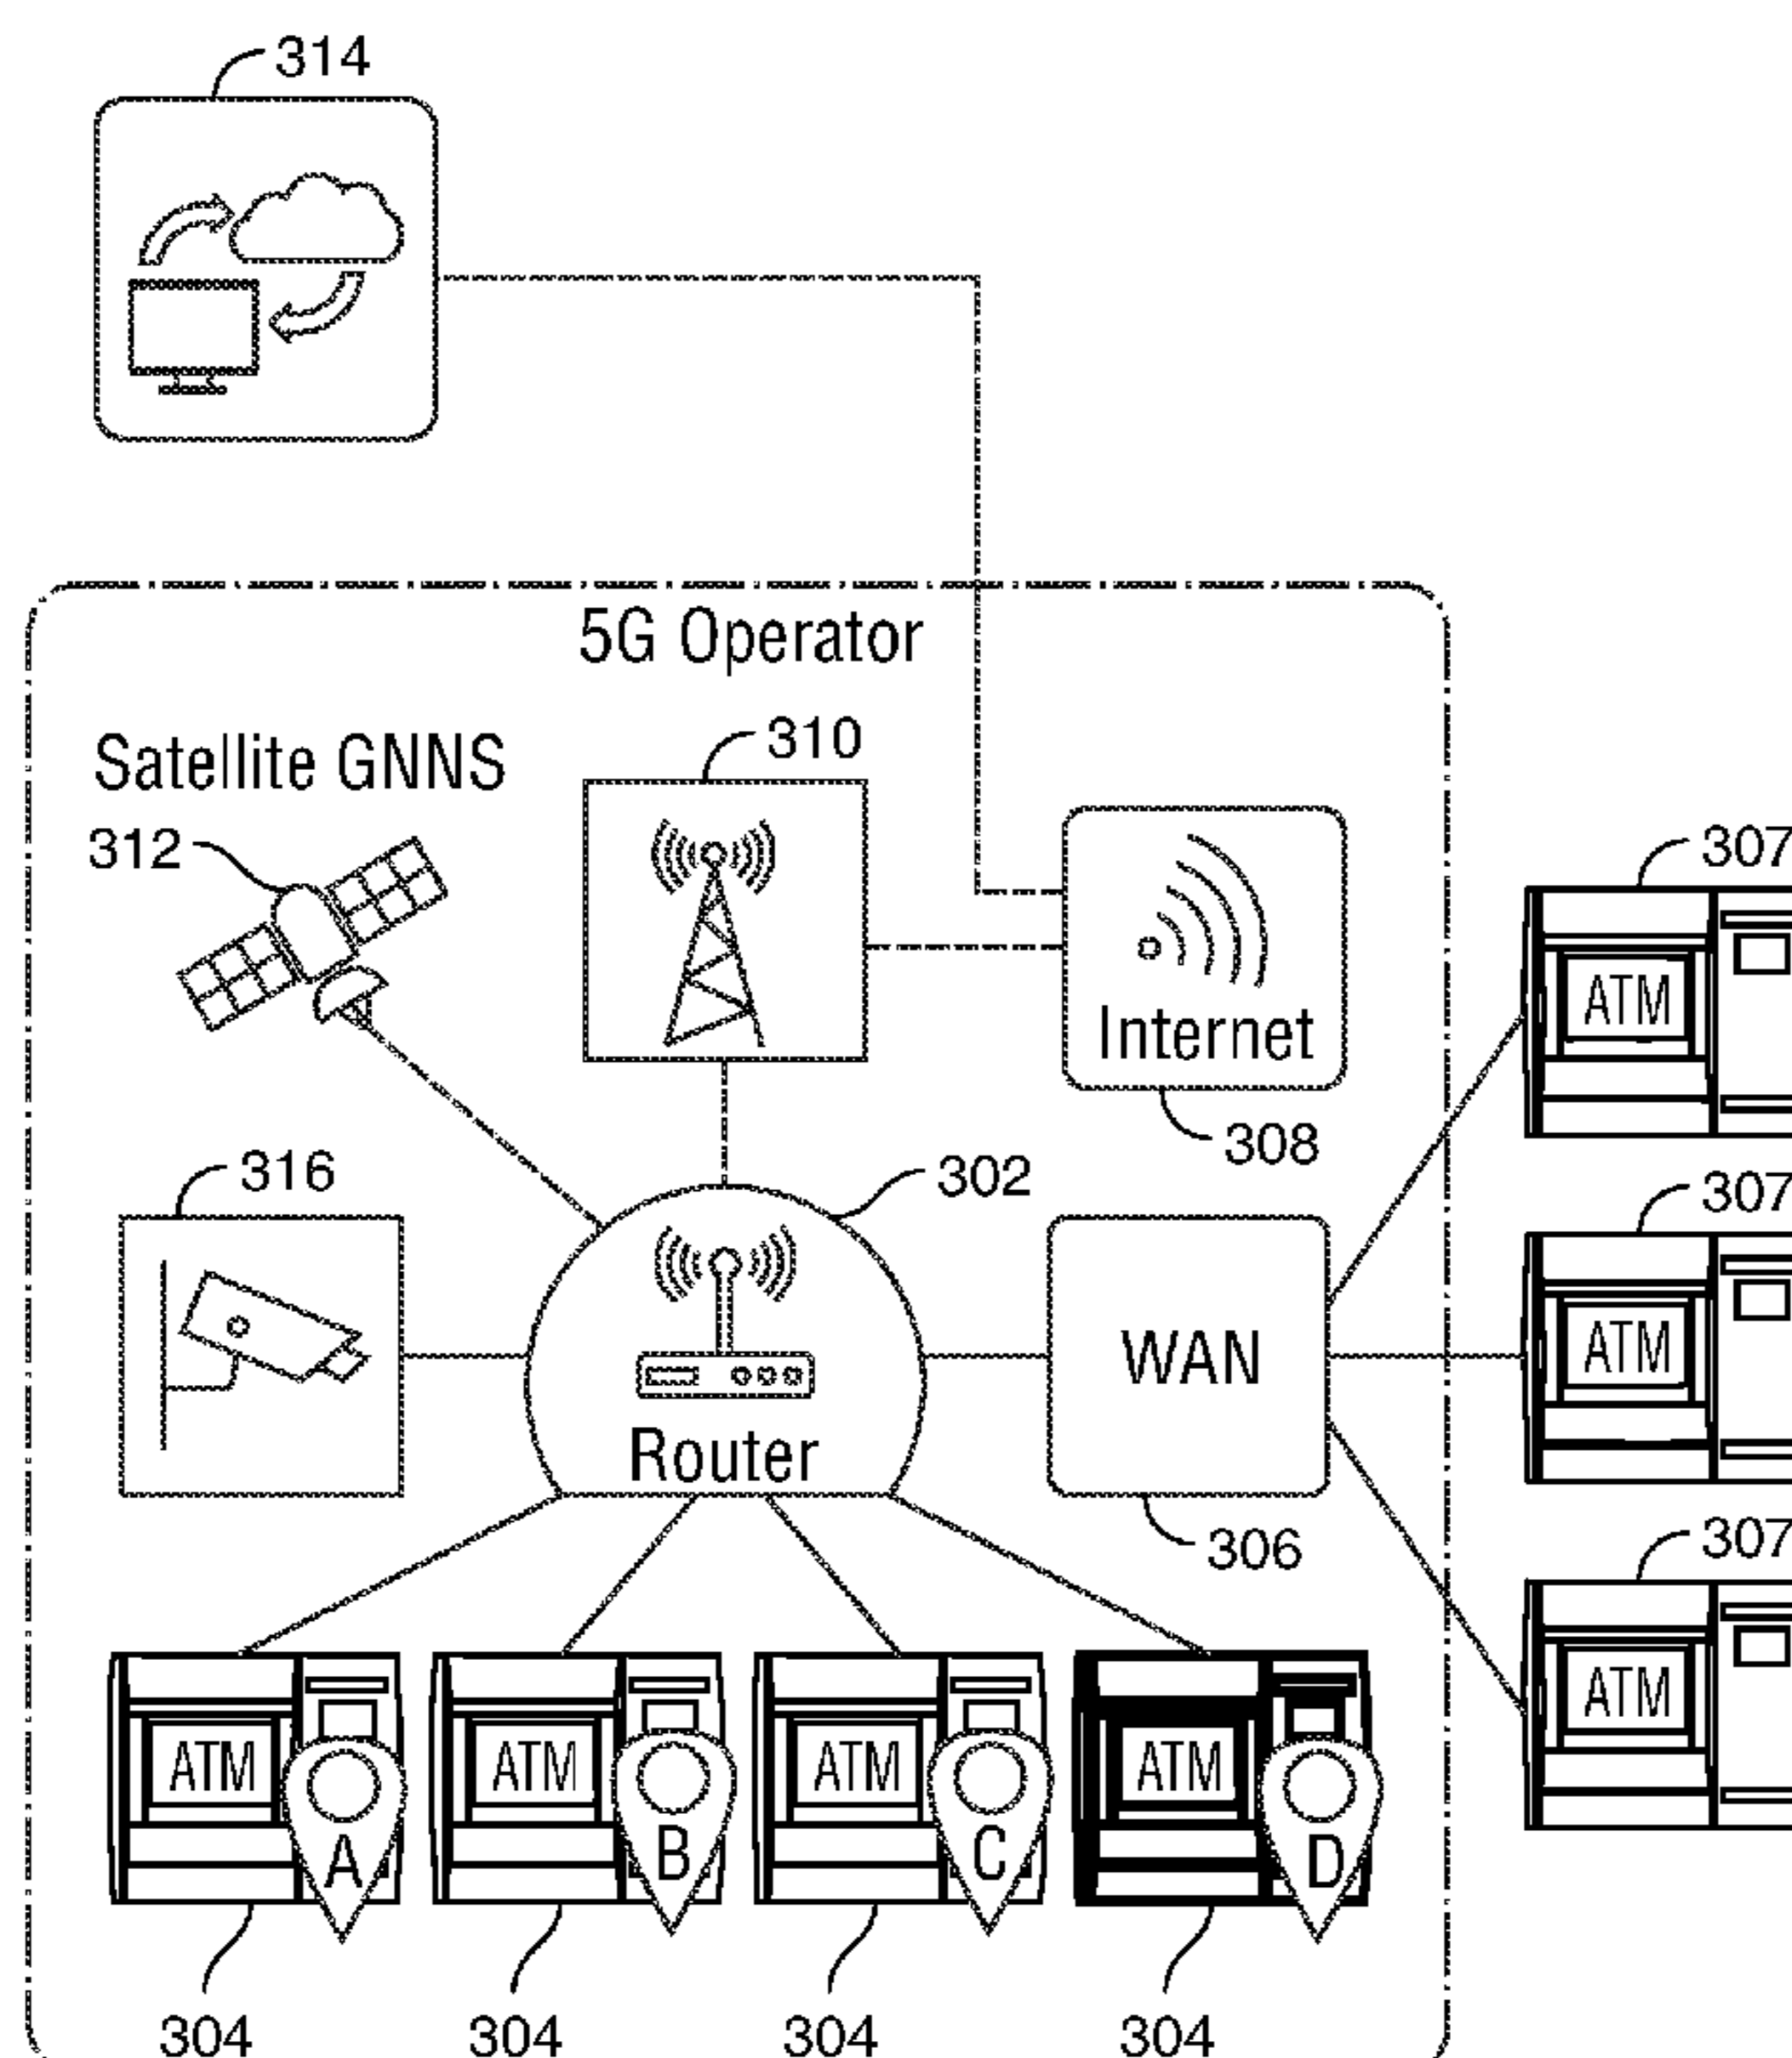 314
5G Operator
Satellite GNNS
310
312
307
ATM
Internet
308
316
302
307
WAN
ATM
Router
306
307
ATM
ATM
ATM
ATM
ATM
A
B
C
D
304
304
304
304